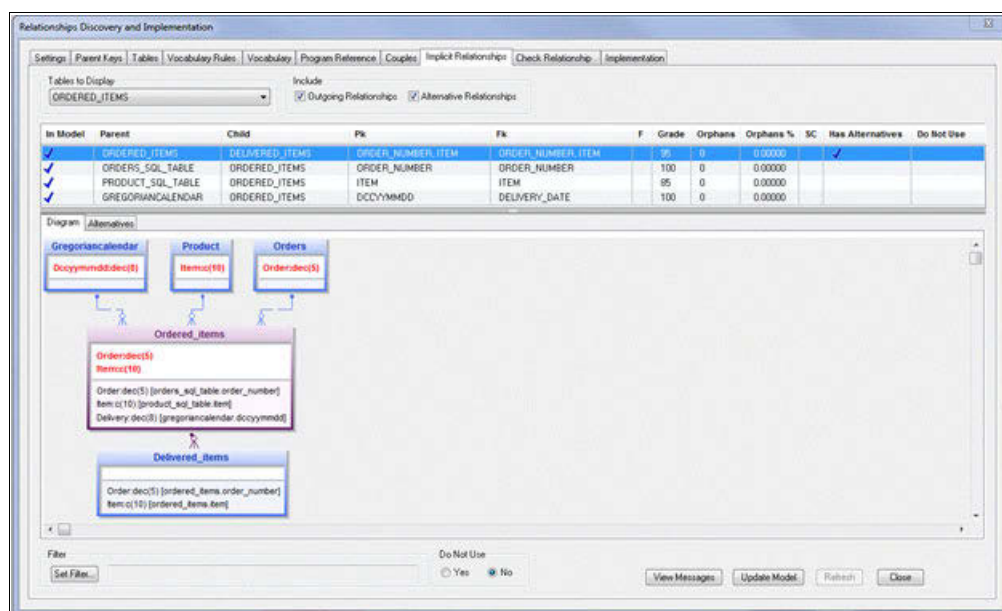 Relationships Discovery and Implementation
Settings Parent Keys Tables Vocabulary Rules Vocabulary Program Reference Couples Implicit Relationships Check Relationship Implementation
Tables to Display
ORDERED_ITEMS
Include
Outgoing Relationships Alternative Relationships
In Model Parent Child Pk Fk F Grade Orphans Orphans % SC Has Alternatives Do Not Use
ORDERED_ITEMS DELIVERED_ITEMS ORDER_NUMBER, ITEM ORDER_NUMBER, ITEM 95 0 0.00000
ORDERS_SQL_TABLE ORDERED_ITEMS ORDER_NUMBER ORDER_NUMBER 100 0 0.00000
PRODUCT_SQL_TABLE ORDERED_ITEMS ITEM ITEM 85 0 0.00000
GREGORIANCALENDAR ORDERED_ITEMS DCCYYMMDD DELIVERY_DATE 100 0 0.00000
Diagram Alternatives
Gregoriancalendar Product Orders
Dccyymmdd:dec(8) Item:c(10) Order:dec(5)
Ordered_items
Order:dec(5)
Item:c(10)
Order:dec(5) [orders_sql_table.order_number]
Item:c(10) [product_sql_table.item]
Delivery:dec(8) [gregoriancalendar.dccyymmdd]
Delivered_items
Order:dec(5) [ordered_items.order_number]
Item:c(10) [ordered_items.item]
Filter
Set Filter...
Do Not Use
Yes No
View Messages Update Model Refresh Close